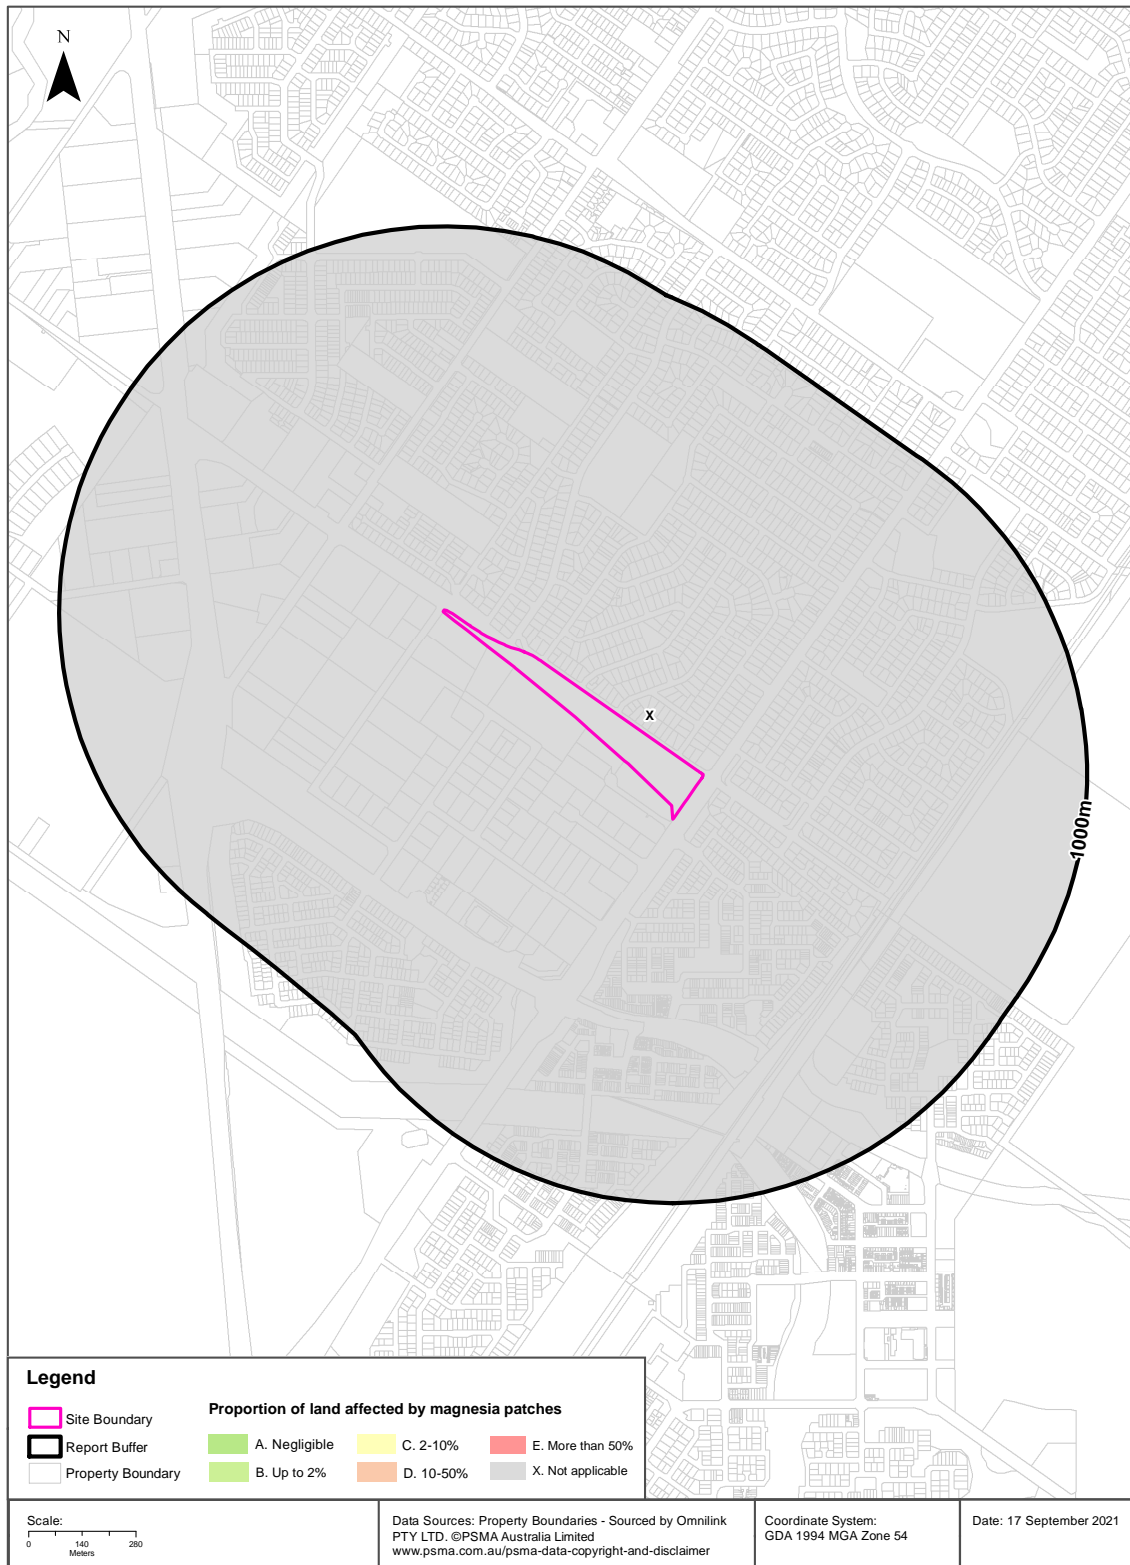 N
X
1000m
Legend
Site Boundary
Report Buffer
Property Boundary
Proportion of land affected by magnesia patches
A. Negligible
B. Up to 2%
C. 2-10%
D. 10-50%
E. More than 50%
X. Not applicable
Scale:
0 140 280
Meters
Data Sources: Property Boundaries - Sourced by Omnilink
PTY LTD. ©PSMA Australia Limited
www.psma.com.au/psma-data-copyright-and-disclaimer
Coordinate System:
GDA 1994 MGA Zone 54
Date: 17 September 2021